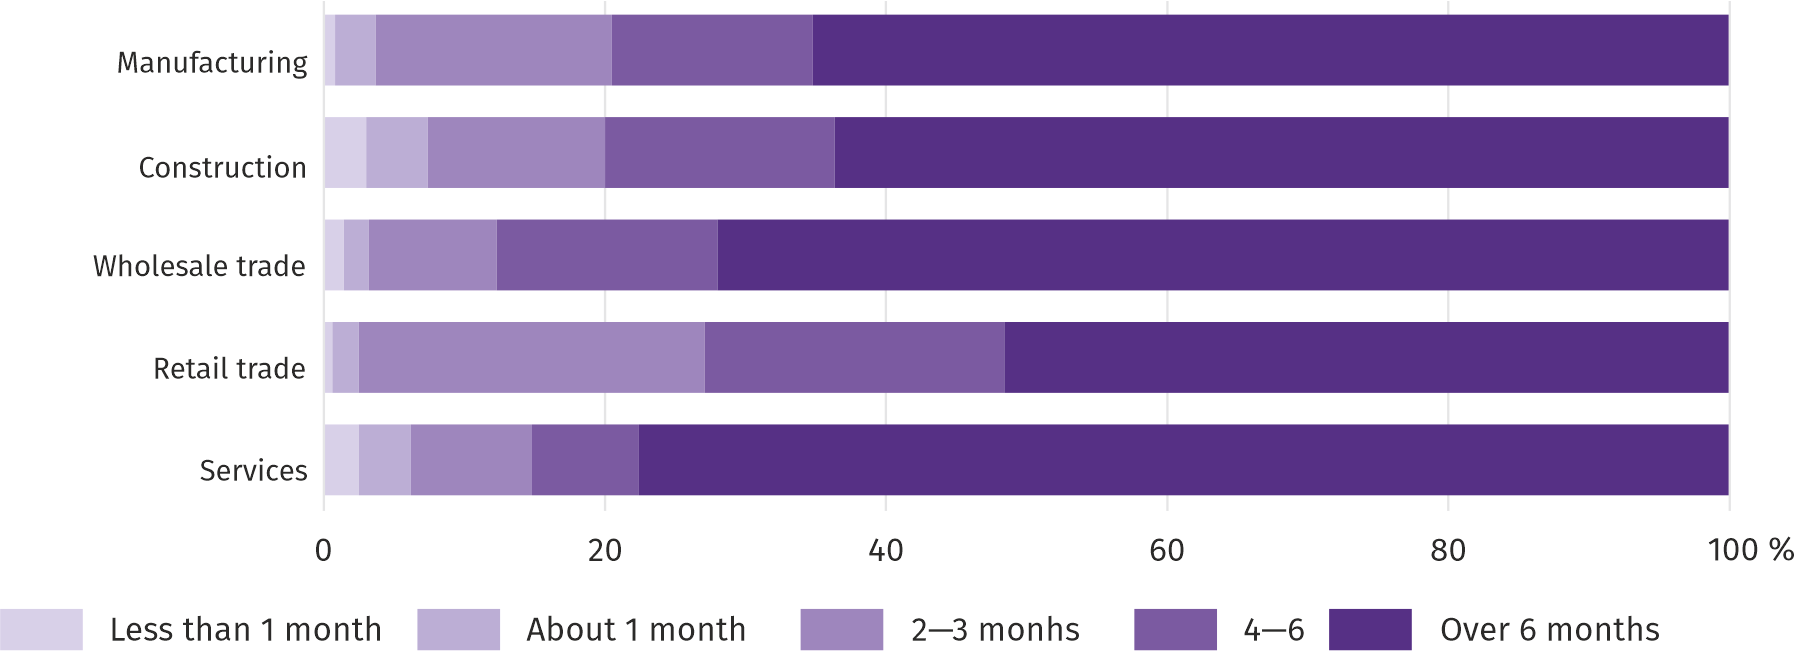 Manufacturing
Construction
Wholesale trade
Retail trade
Services
0 20 40 60 80 100 %
Less than 1 month About 1 month 2—3 monhs 4—6 Over 6 months